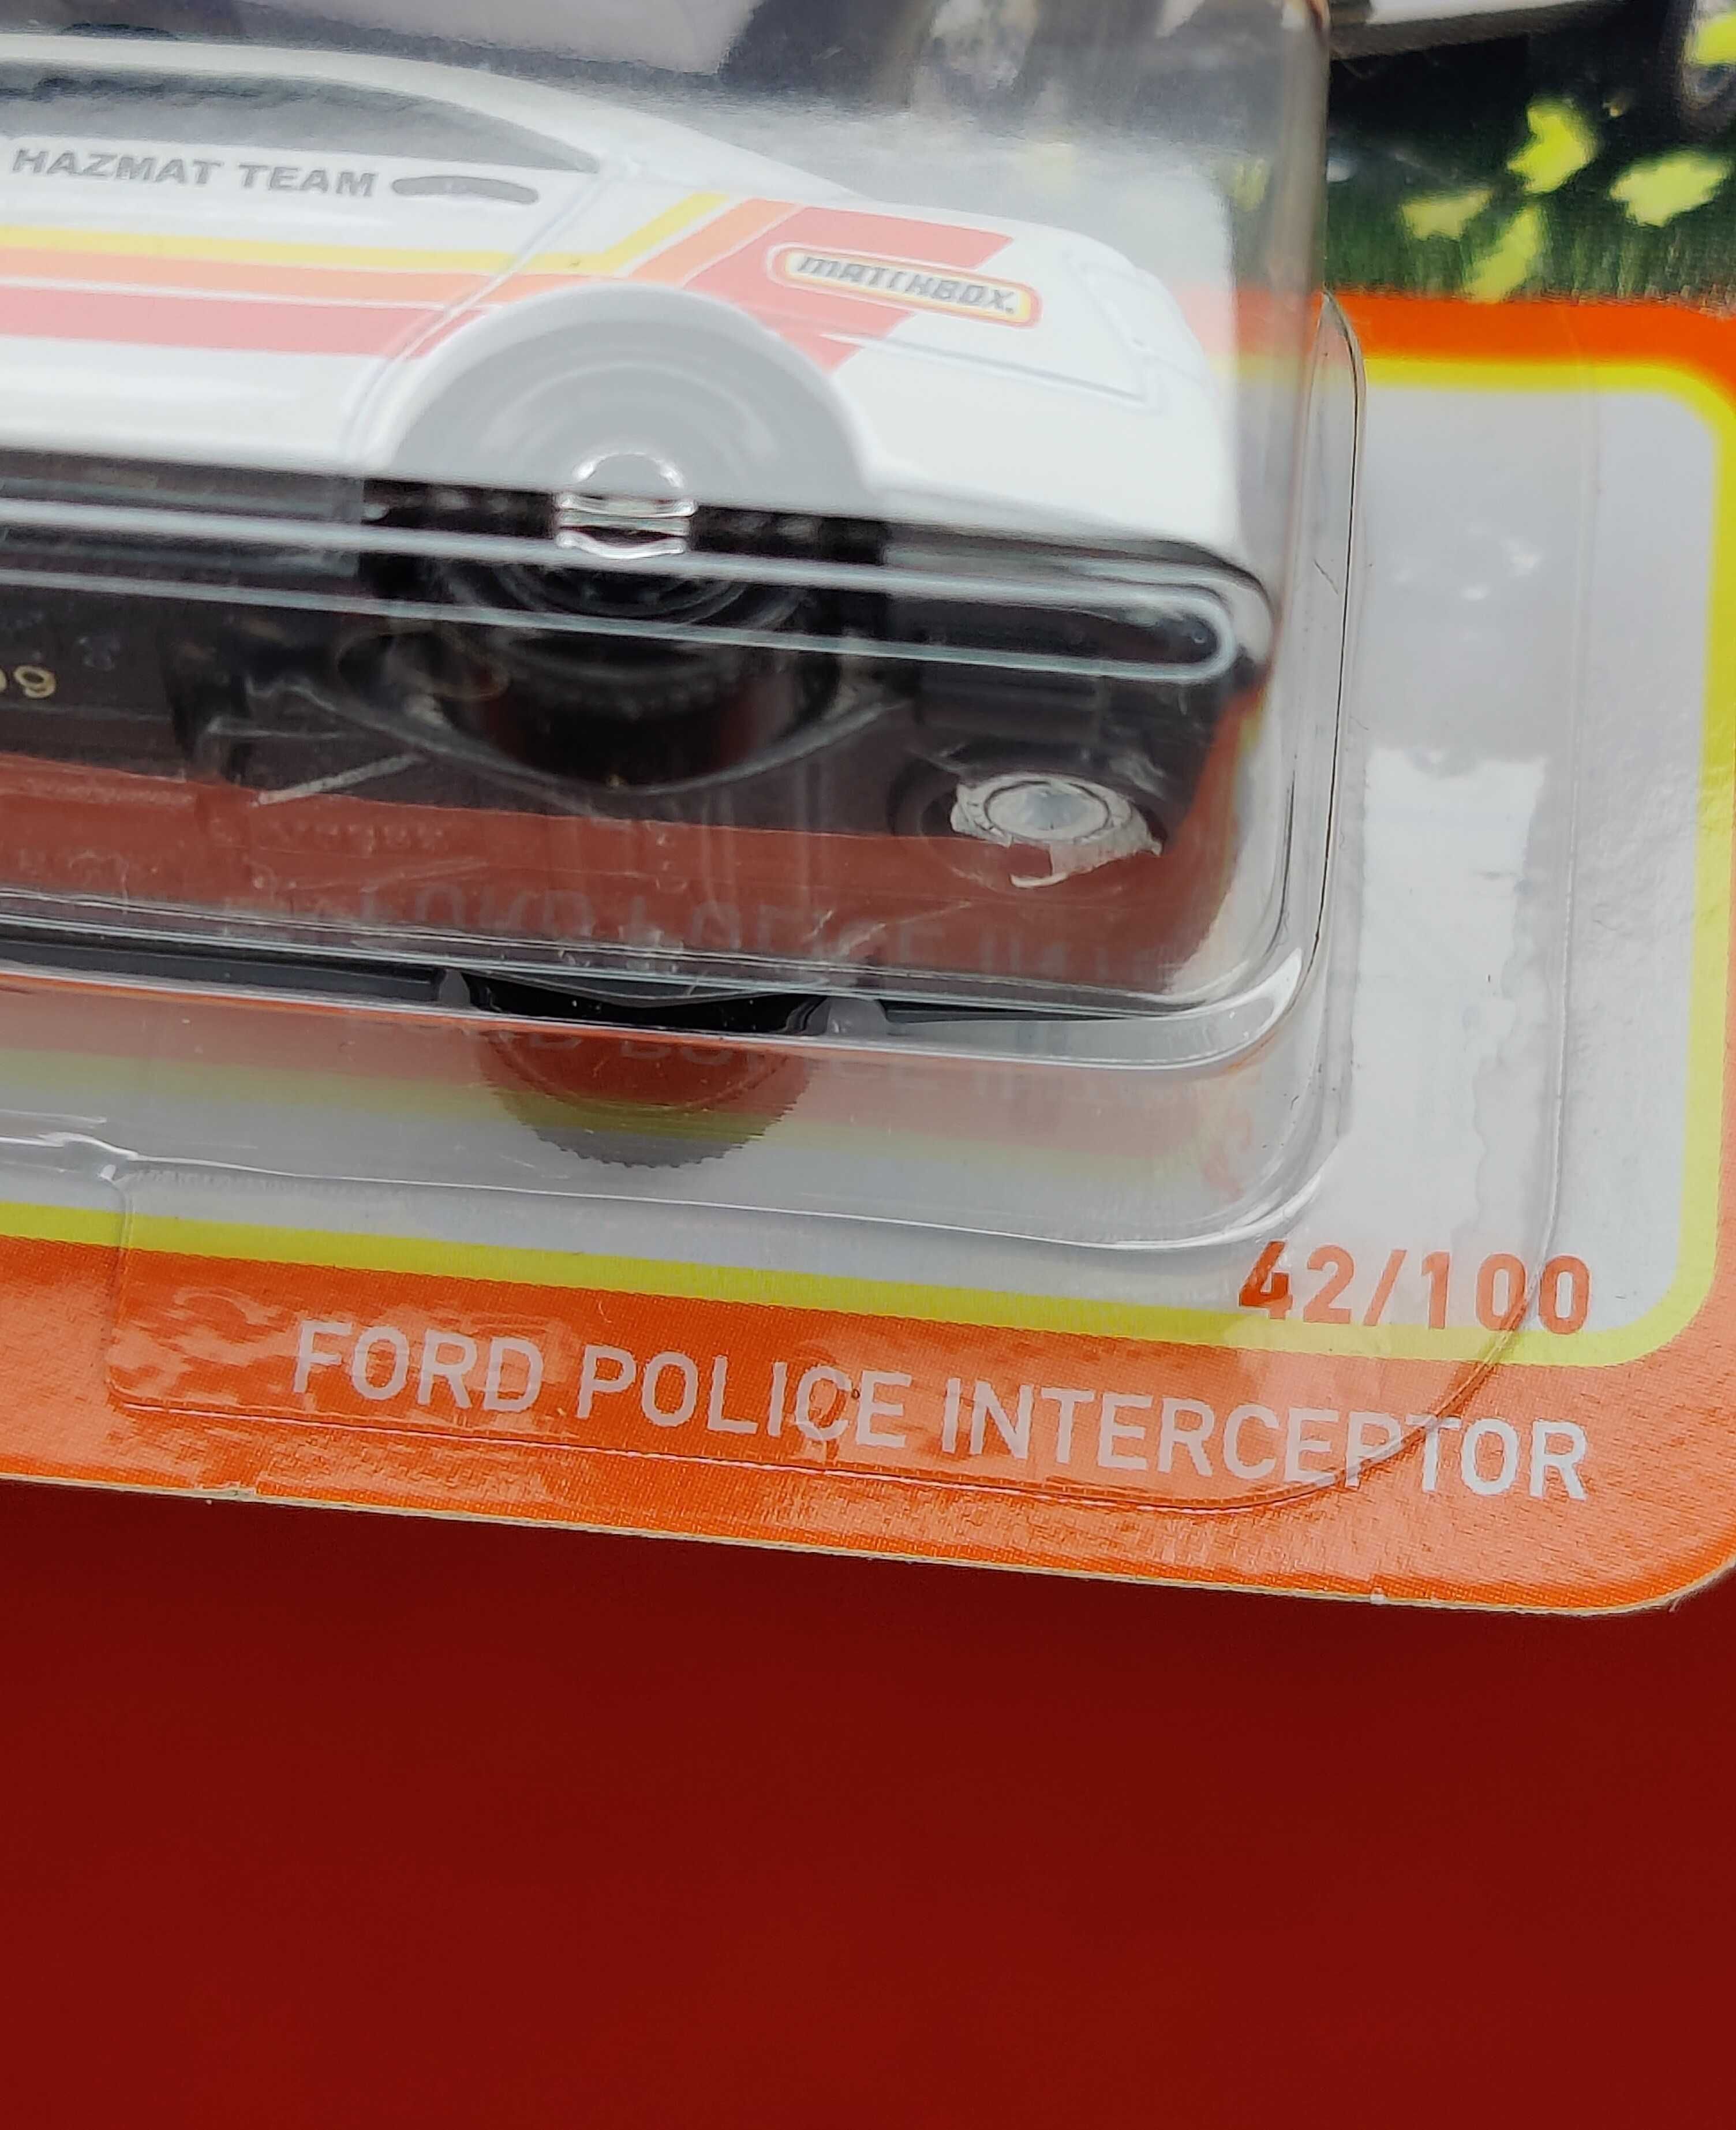 HAZMAT TEAM
MATCHBOX
42/100
FORD POLICE INTERCEPTOR